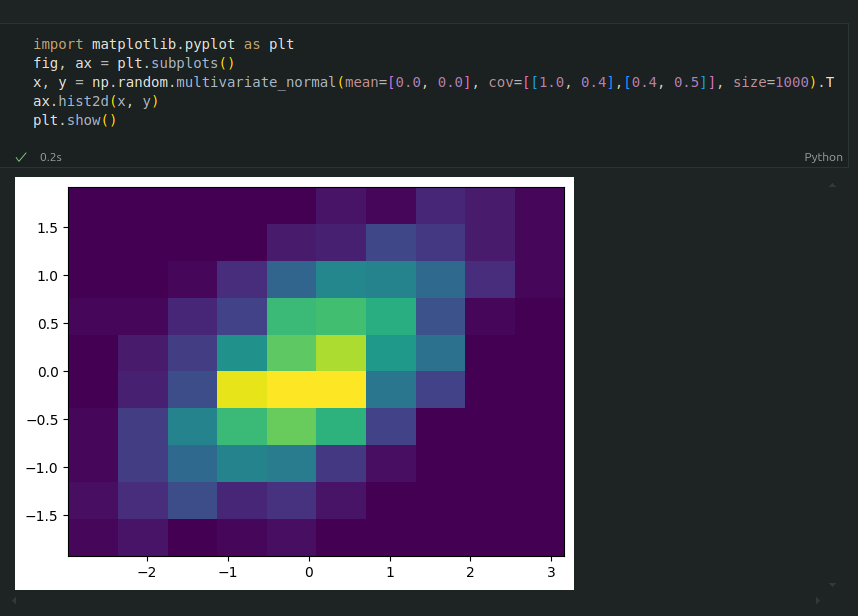 import matplotlib.pyplot as plt
fig, ax = plt.subplots()
x, y = np.random.multivariate_normal(mean=[0.0, 0.0], cov=[[1.0, 0.4],[0.4, 0.5]], size=1000).T
ax.hist2d(x, y)
plt.show()
0.2s
Python
1.5
1.0
0.5
0.0
−0.5
−1.0
−1.5
−2 −1 0 1 2 3